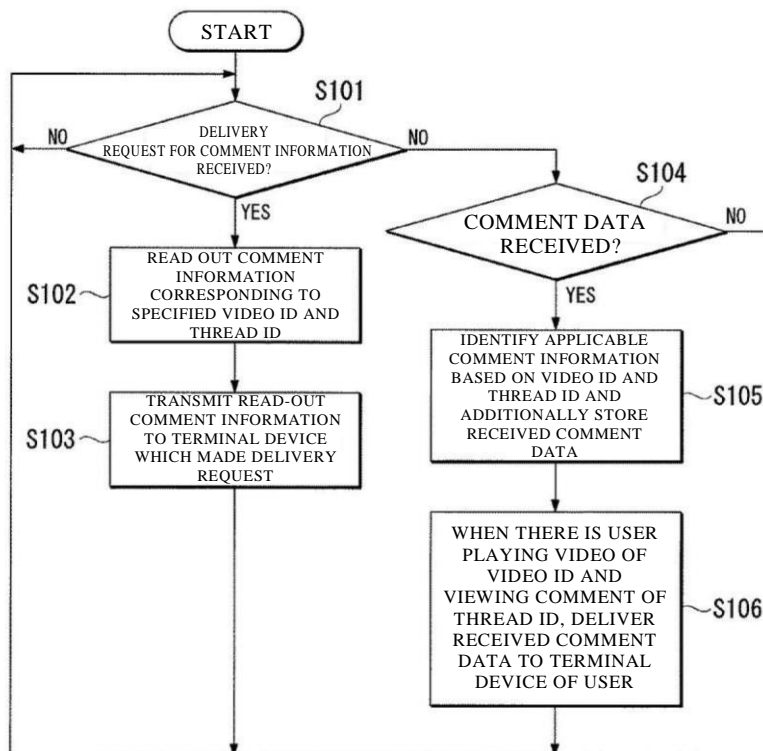 START
S101
NO
DELIVERY
REQUEST FOR COMMENT INFORMATION
RECEIVED?
NO
YES
S104
COMMENT DATA
RECEIVED?
NO
YES
S102
READ OUT COMMENT
INFORMATION
CORRESPONDING TO
SPECIFIED VIDEO ID AND
THREAD ID
S103
TRANSMIT READ-OUT
COMMENT INFORMATION
TO TERMINAL DEVICE
WHICH MADE DELIVERY
REQUEST
IDENTIFY APPLICABLE
COMMENT INFORMATION
BASED ON VIDEO ID AND
THREAD ID AND
ADDITIONALLY STORE
RECEIVED COMMENT
DATA
S105
WHEN THERE IS USER
PLAYING VIDEO OF
VIDEO ID AND
VIEWING COMMENT OF
THREAD ID, DELIVER
RECEIVED COMMENT
DATA TO TERMINAL
DEVICE OF USER
S106